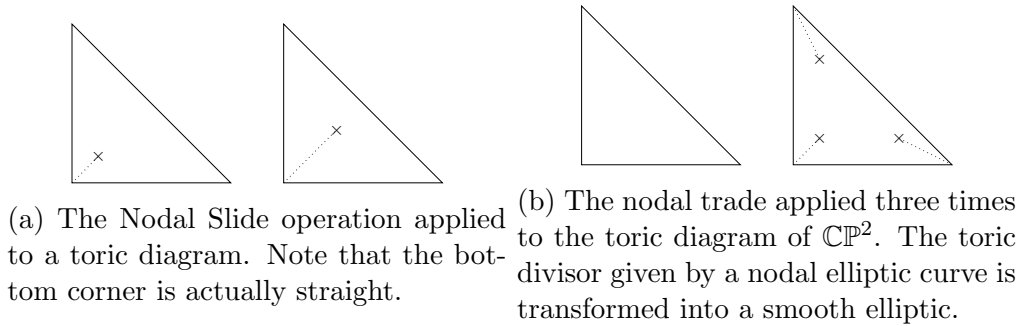 (a) The Nodal Slide operation applied
to a toric diagram. Note that the bot-
tom corner is actually straight.
(b) The nodal trade applied three times
to the toric diagram of ℂℙ². The toric
divisor given by a nodal elliptic curve is
transformed into a smooth elliptic.